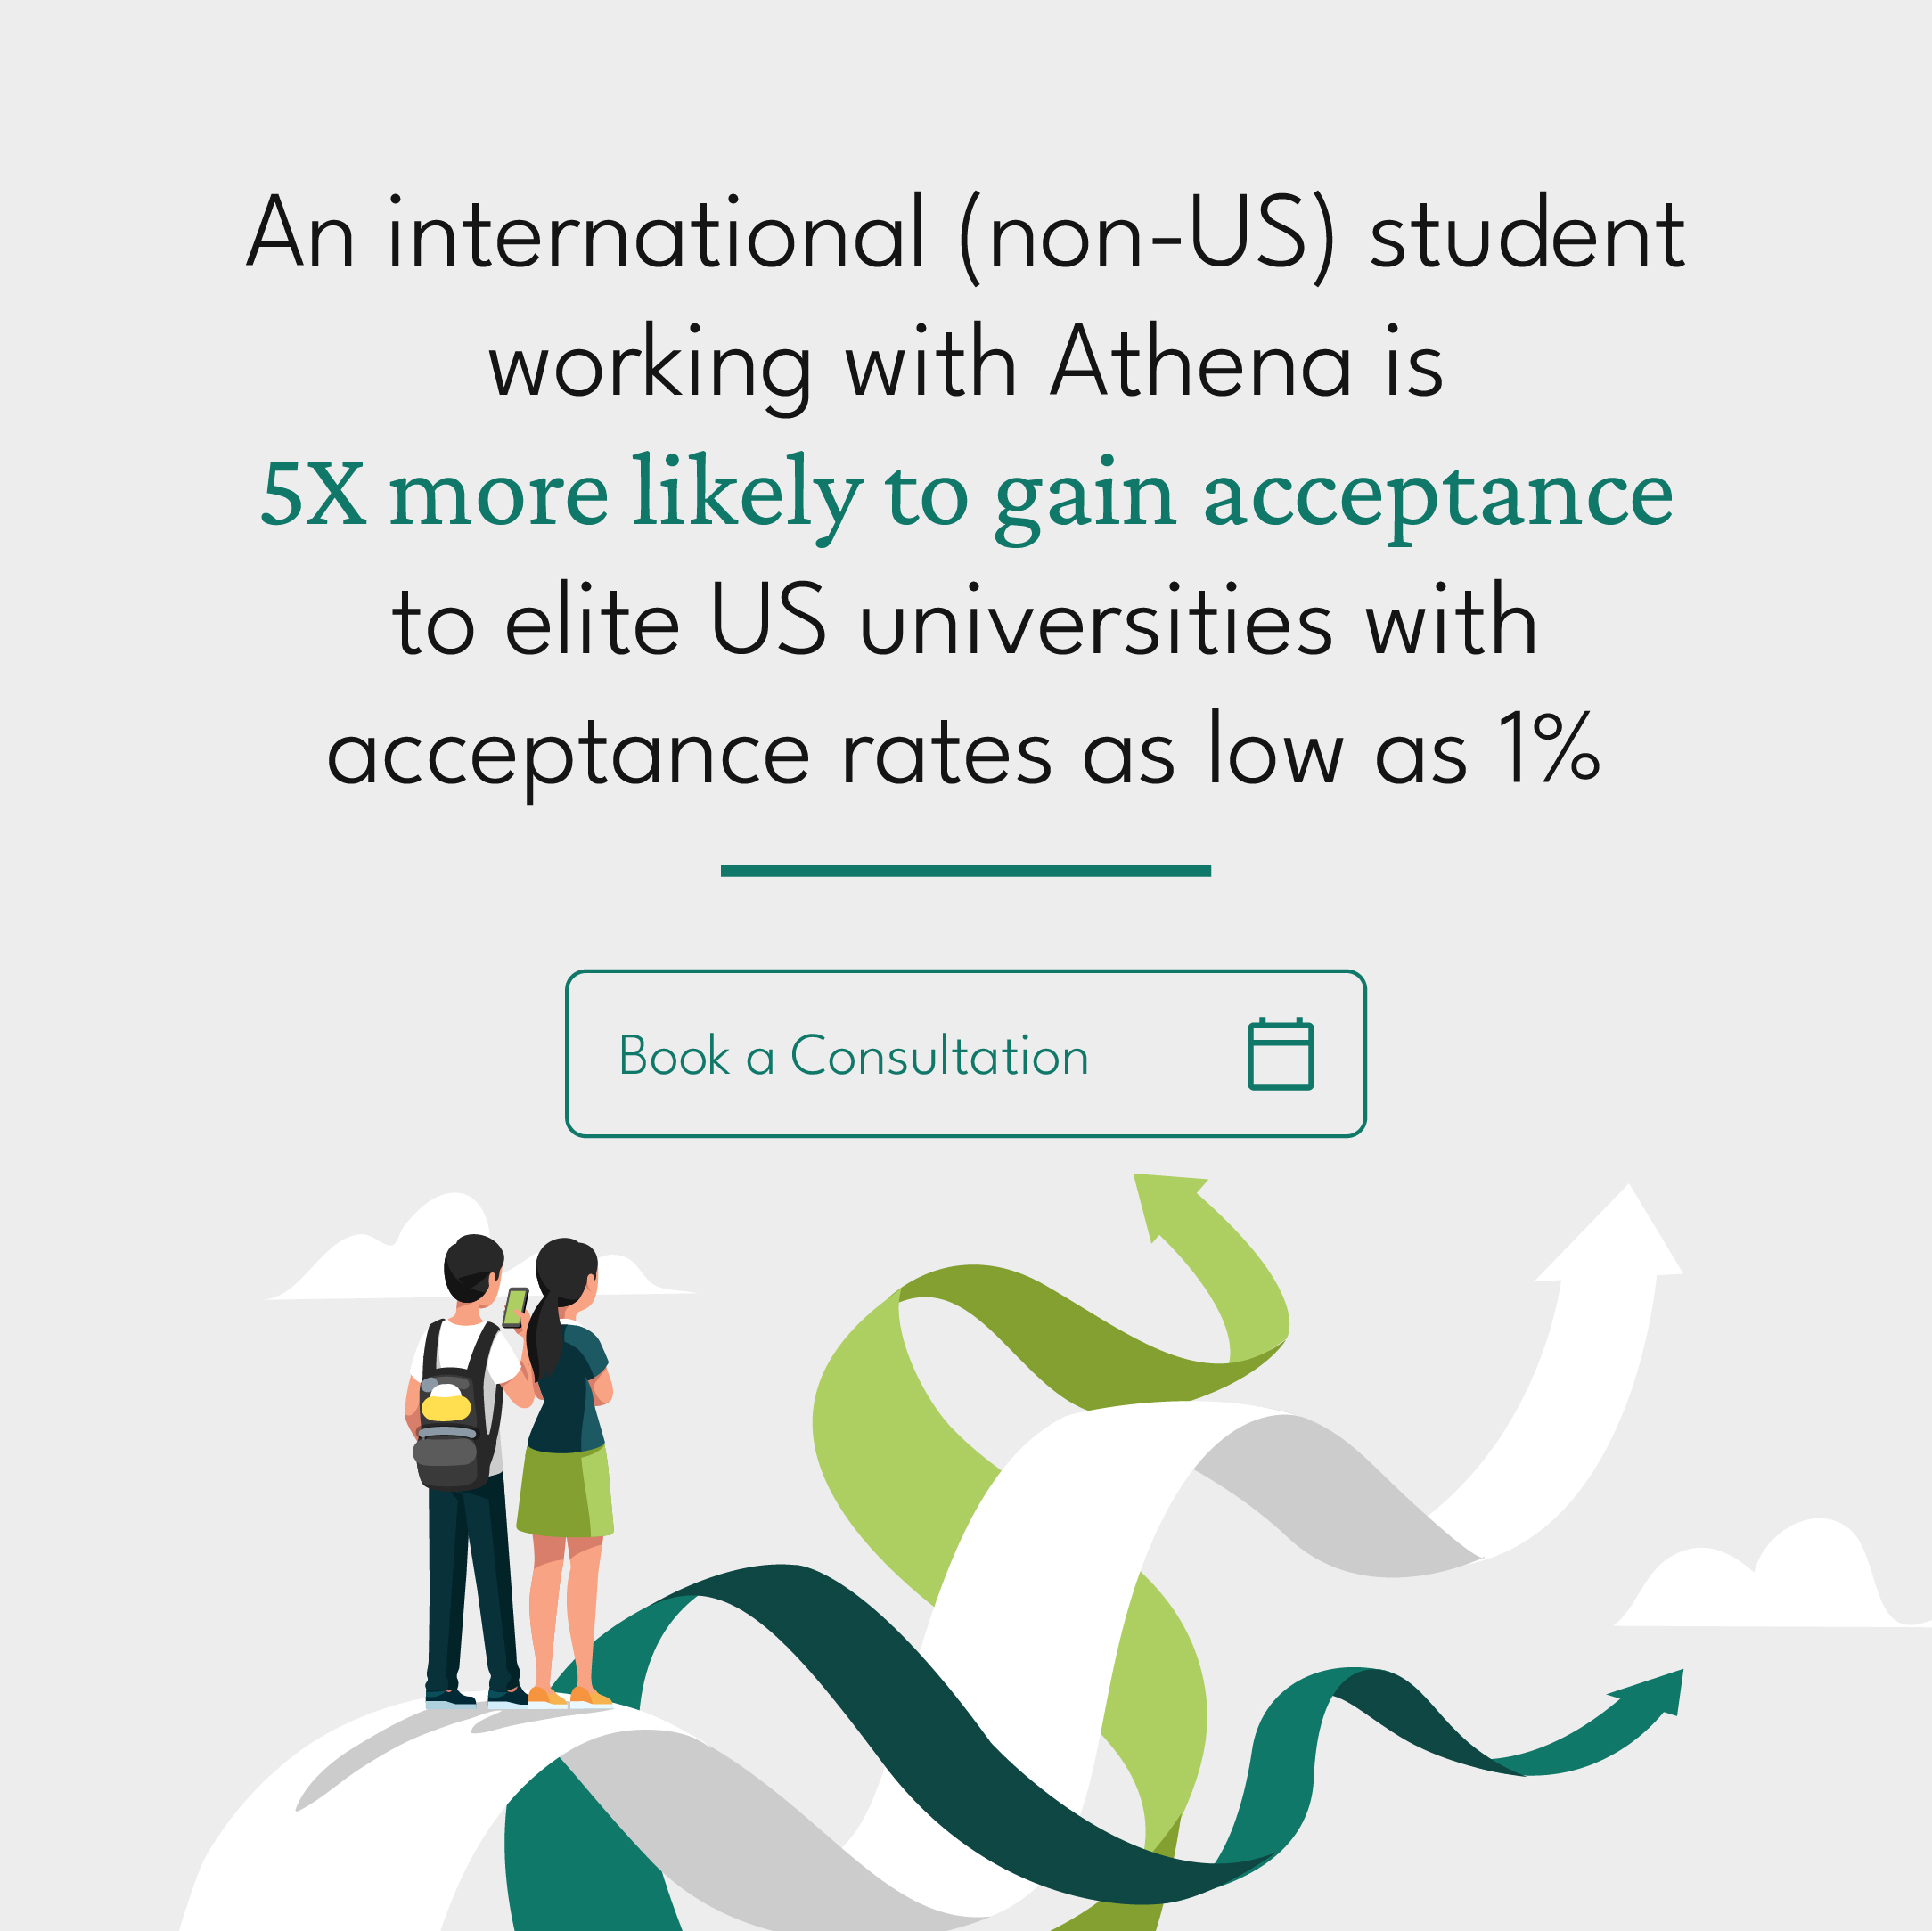 An international (non-US) student
working with Athena is
5X more likely to gain acceptance
to elite US universities with
acceptance rates as low as 1%
Book a Consultation